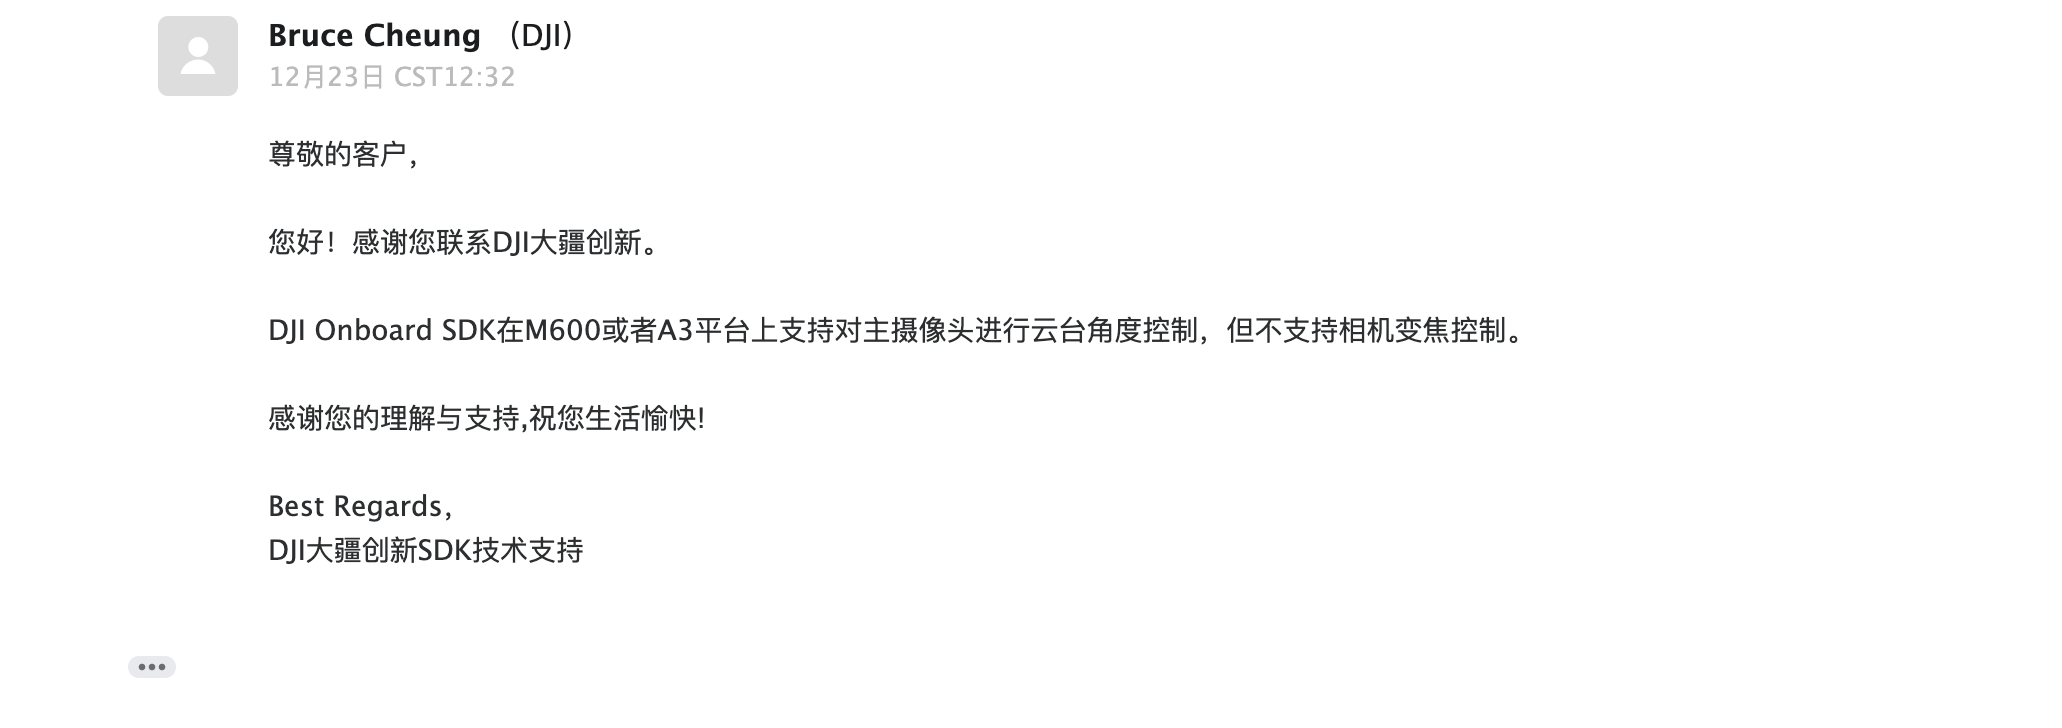 Bruce Cheung （DJI）
12月23日 CST12:32
尊敬的客户，
您好！感谢您联系DJI大疆创新。
DJI Onboard SDK在M600或者A3平台上支持对主摄像头进行云台角度控制，但不支持相机变焦控制。
感谢您的理解与支持,祝您生活愉快!
Best Regards，
DJI大疆创新SDK技术支持